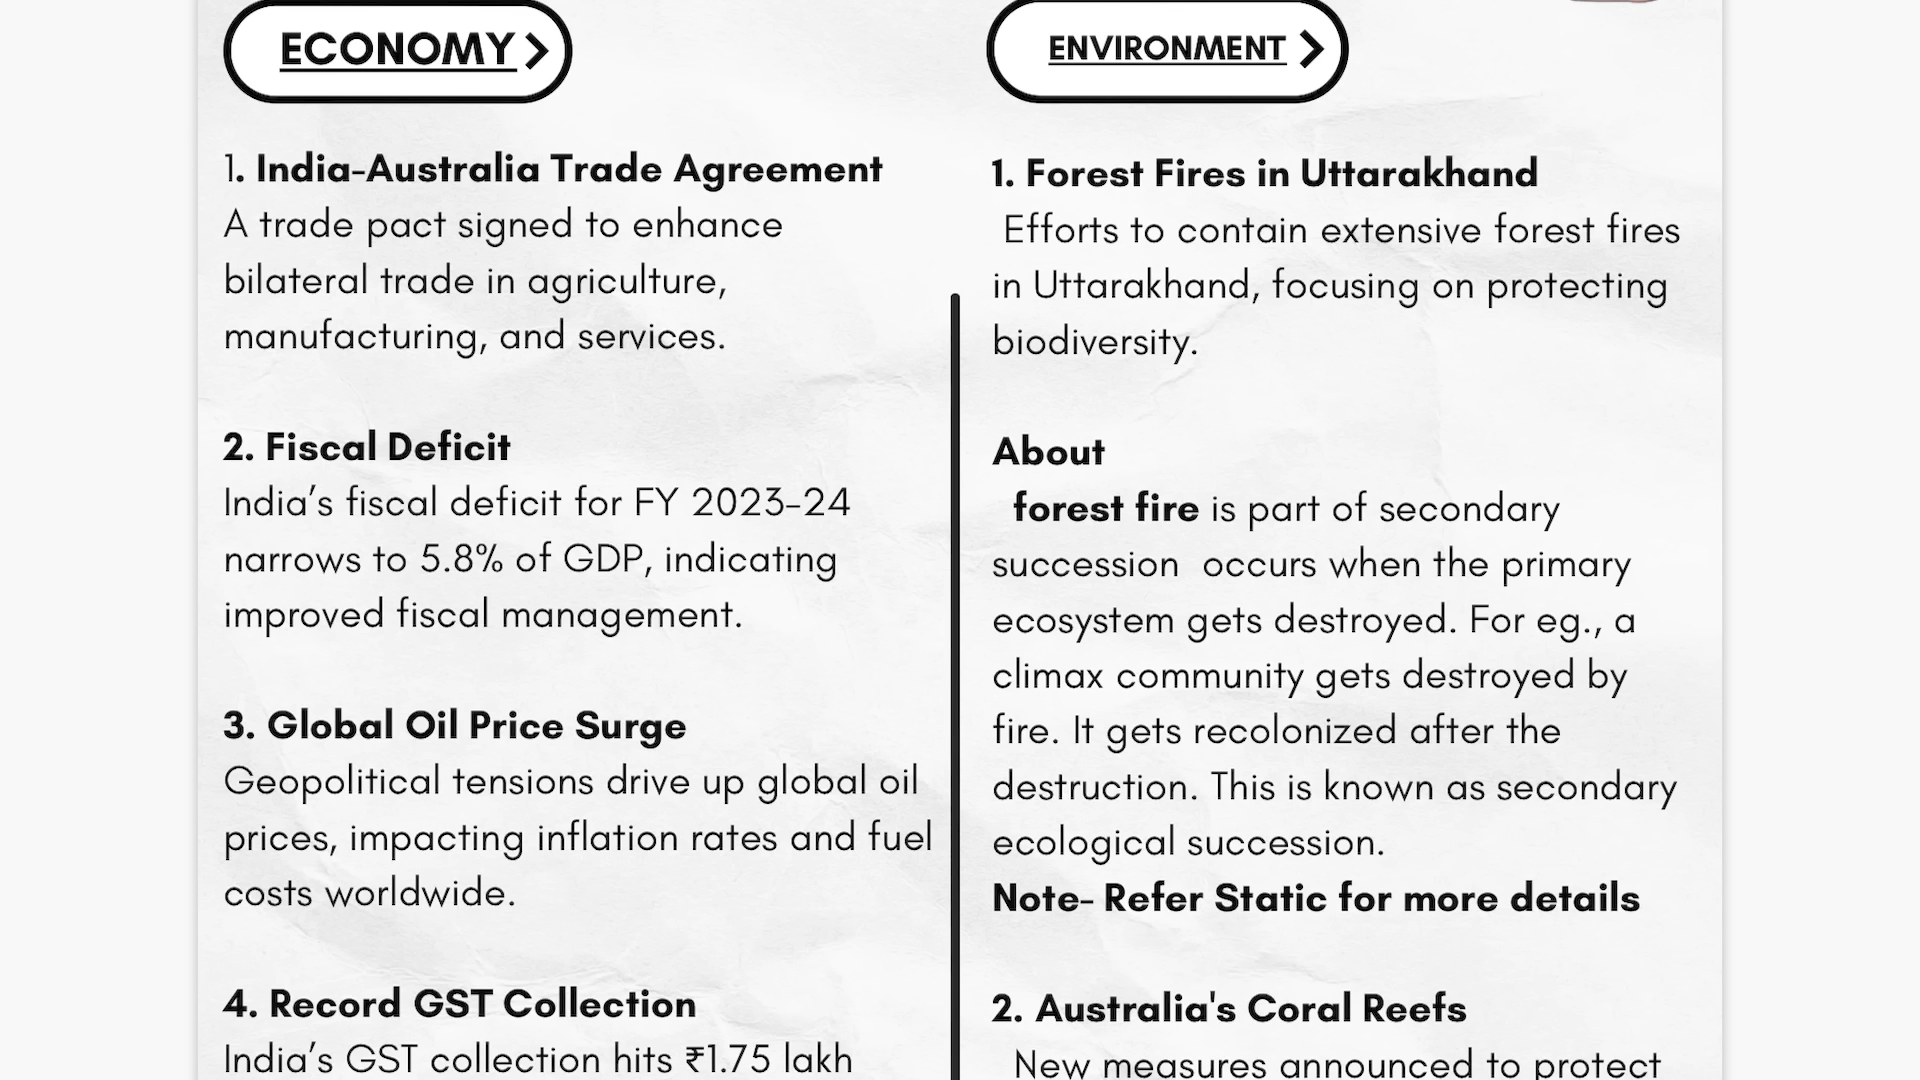 ECONOMY
1. India-Australia Trade Agreement
A trade pact signed to enhance
bilateral trade in agriculture,
manufacturing, and services.
2. Fiscal Deficit
India’s fiscal deficit for FY 2023-24
narrows to 5.8% of GDP, indicating
improved fiscal management.
3. Global Oil Price Surge
Geopolitical tensions drive up global oil
prices, impacting inflation rates and fuel
costs worldwide.
4. Record GST Collection
India’s GST collection hits ₹1.75 lakh
ENVIRONMENT
1. Forest Fires in Uttarakhand
Efforts to contain extensive forest fires
in Uttarakhand, focusing on protecting
biodiversity.
About
forest fire is part of secondary
succession occurs when the primary
ecosystem gets destroyed. For eg., a
climax community gets destroyed by
fire. It gets recolonized after the
destruction. This is known as secondary
ecological succession.
Note- Refer Static for more details
2. Australia's Coral Reefs
New measures announced to protect